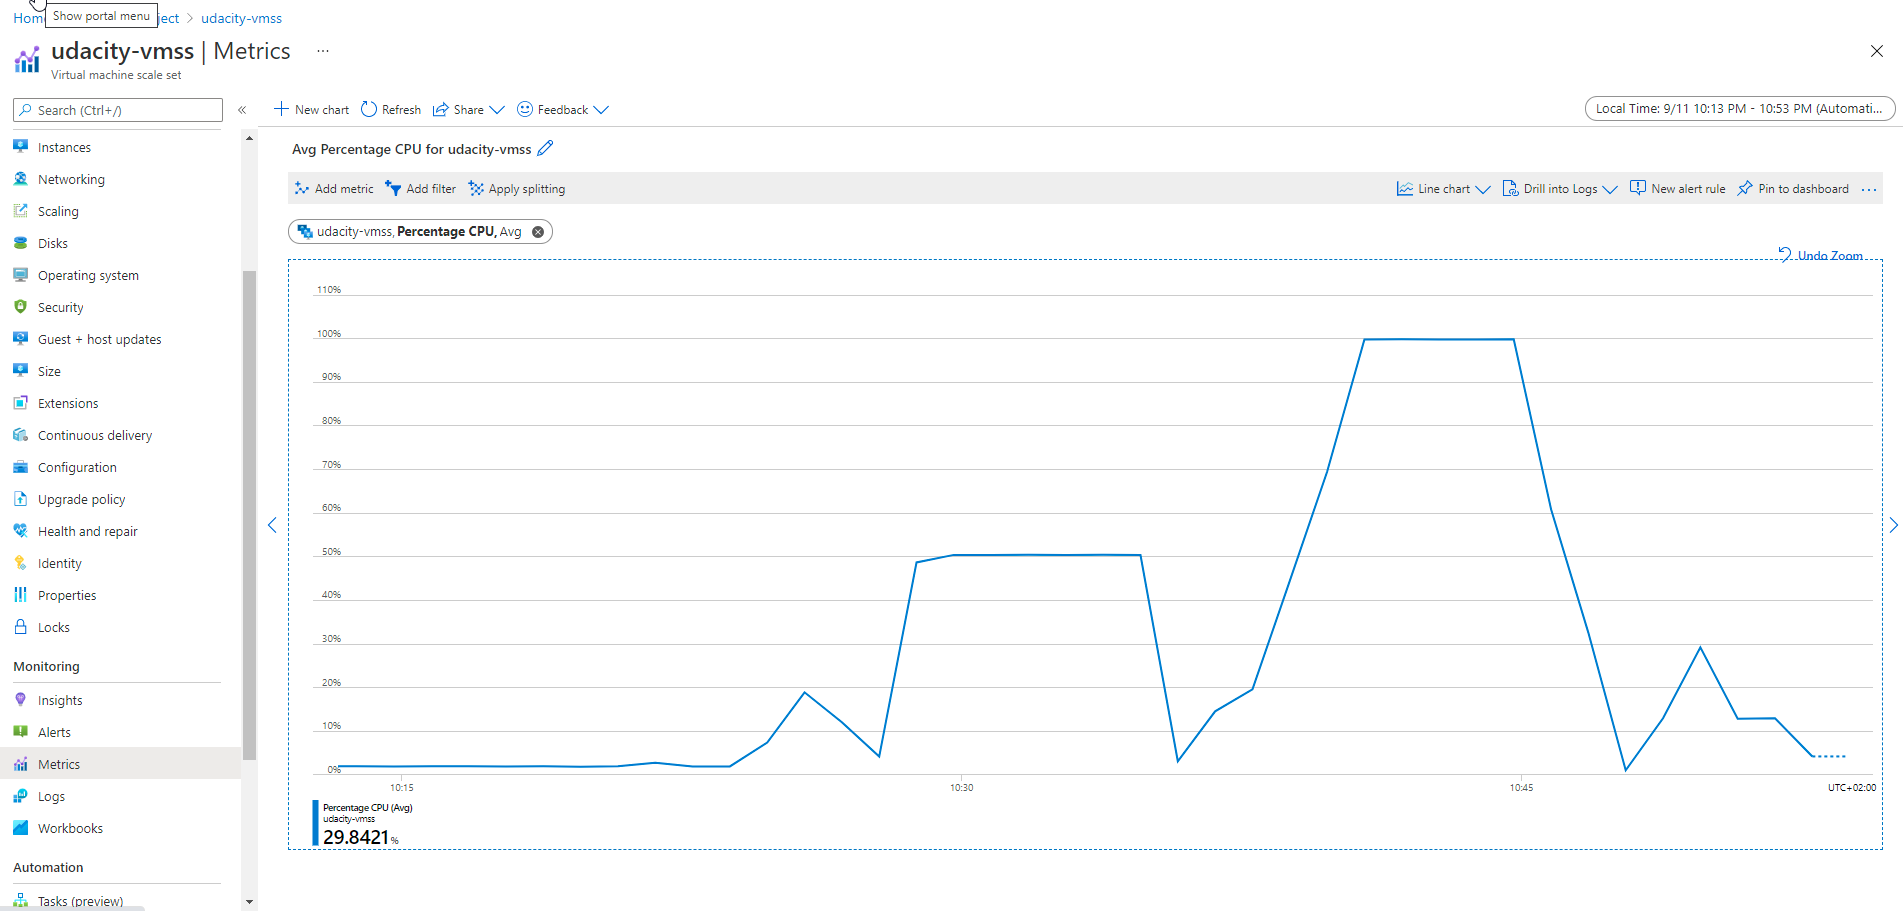 Home
Show portal menu
ject > udacity-vmss
udacity-vmss | Metrics ...
Virtual machine scale set
Search (Ctrl+/)
«
New chart
Refresh
Share
Feedback
Local Time: 9/11 10:13 PM - 10:53 PM (Automati...
Instances
Networking
Scaling
Disks
Operating system
Security
Guest + host updates
Size
Extensions
Continuous delivery
Configuration
Upgrade policy
Health and repair
Identity
Properties
Locks
Monitoring
Insights
Alerts
Metrics
Logs
Workbooks
Automation
Tasks (preview)
Avg Percentage CPU for udacity-vmss
Add metric
Add filter
Apply splitting
Line chart
Drill into Logs
New alert rule
Pin to dashboard
...
udacity-vmss, Percentage CPU, Avg
Undo Zoom
110%
100%
90%
80%
70%
60%
50%
40%
30%
20%
10%
0%
10:15
10:30
10:45
UTC+02:00
Percentage CPU (Avg)
udacity-vmss
29.8421 %